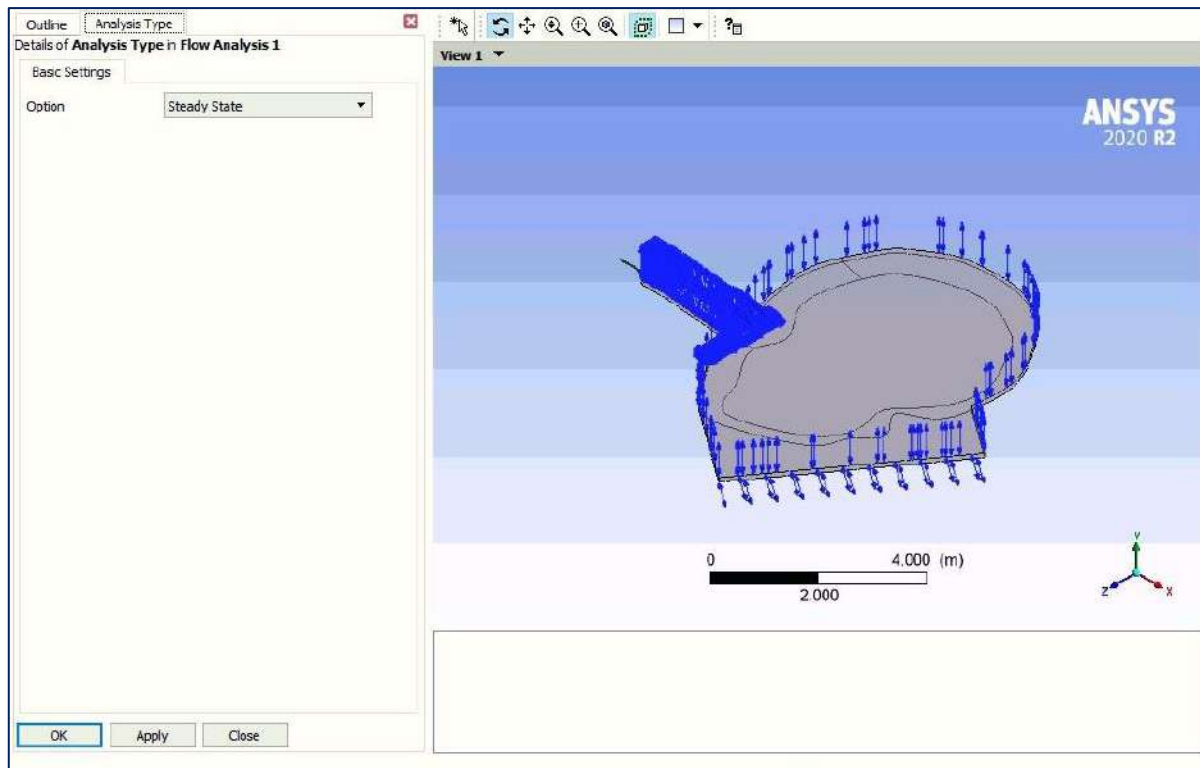 Outline Analysis Type
Details of Analysis Type in Flow Analysis 1
Basic Settings
Option Steady State
OK Apply Close
View 1
ANSYS
2020 R2
0 4.000 (m)
2.000
Y
Z X